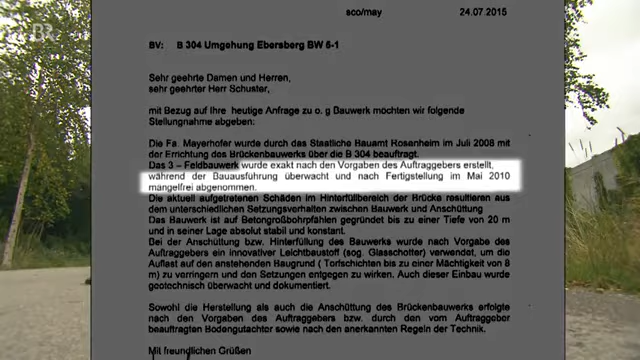 BR
sco/may 24.07.2015
BV: B 304 Umgehung Ebersberg BW 5-1
Sehr geehrte Damen und Herren,
sehr geehrter Herr Schuster,
mit Bezug auf Ihre heutige Anfrage zu o. g Bauwerk möchten wir folgende
Stellungnahme abgeben:
Die Fa. Mayerhofer wurde durch das Staatliche Bauamt Rosenheim im Juli 2008 mit
der Errichtung des Brückenbauwerks über die B 304 beauftragt.
Das 3 – Feldbauwerk wurde exakt nach den Vorgaben des Auftraggebers erstellt,
während der Bauausführung überwacht und nach Fertigstellung im Mai 2010
mangelfrei abgenommen.
Die aktuell aufgetretenen Schäden im Hinterfüllbereich der Brücke resultieren aus
dem unterschiedlichen Setzungsverhalten zwischen Bauwerk und Anschüttung
Das Bauwerk ist auf Betongroßbohrpfählen gegründet bis zu einer Tiefe von 20 m
und in seiner Lage absolut stabil und konstant.
Bei der Anschüttung bzw. Hinterfüllung des Bauwerks wurde nach Vorgabe des
Auftraggebers ein innovativer Leichtbaustoff (sog. Glasschotter) verwendet, um die
Auflast auf den anstehenden Baugrund ( Torfschichten bis zu einer Mächtigkeit von 8
m) zu verringern und den Setzungen entgegen zu wirken. Auch dieser Einbau wurde
geotechnisch überwacht und dokumentiert.
Sowohl die Herstellung als auch die Anschüttung des Brückenbauwerks erfolgte
nach den Vorgaben des Auftraggebers bzw. durch den vom Auftraggeber
beauftragten Bodengutachter sowie nach den anerkannten Regeln der Technik.
Mit freundlichen Grüßen